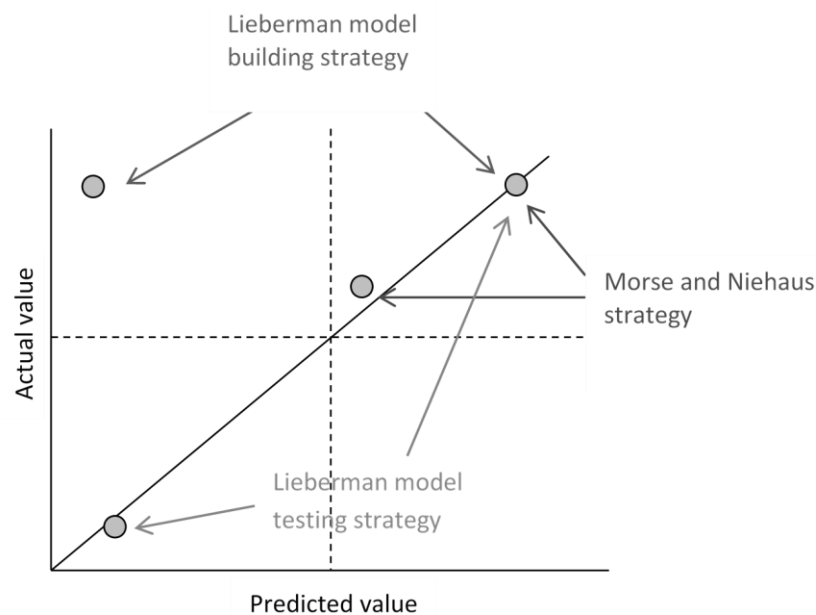 Lieberman model
building strategy
Actual value
Morse and Niehaus
strategy
Lieberman model
testing strategy
Predicted value